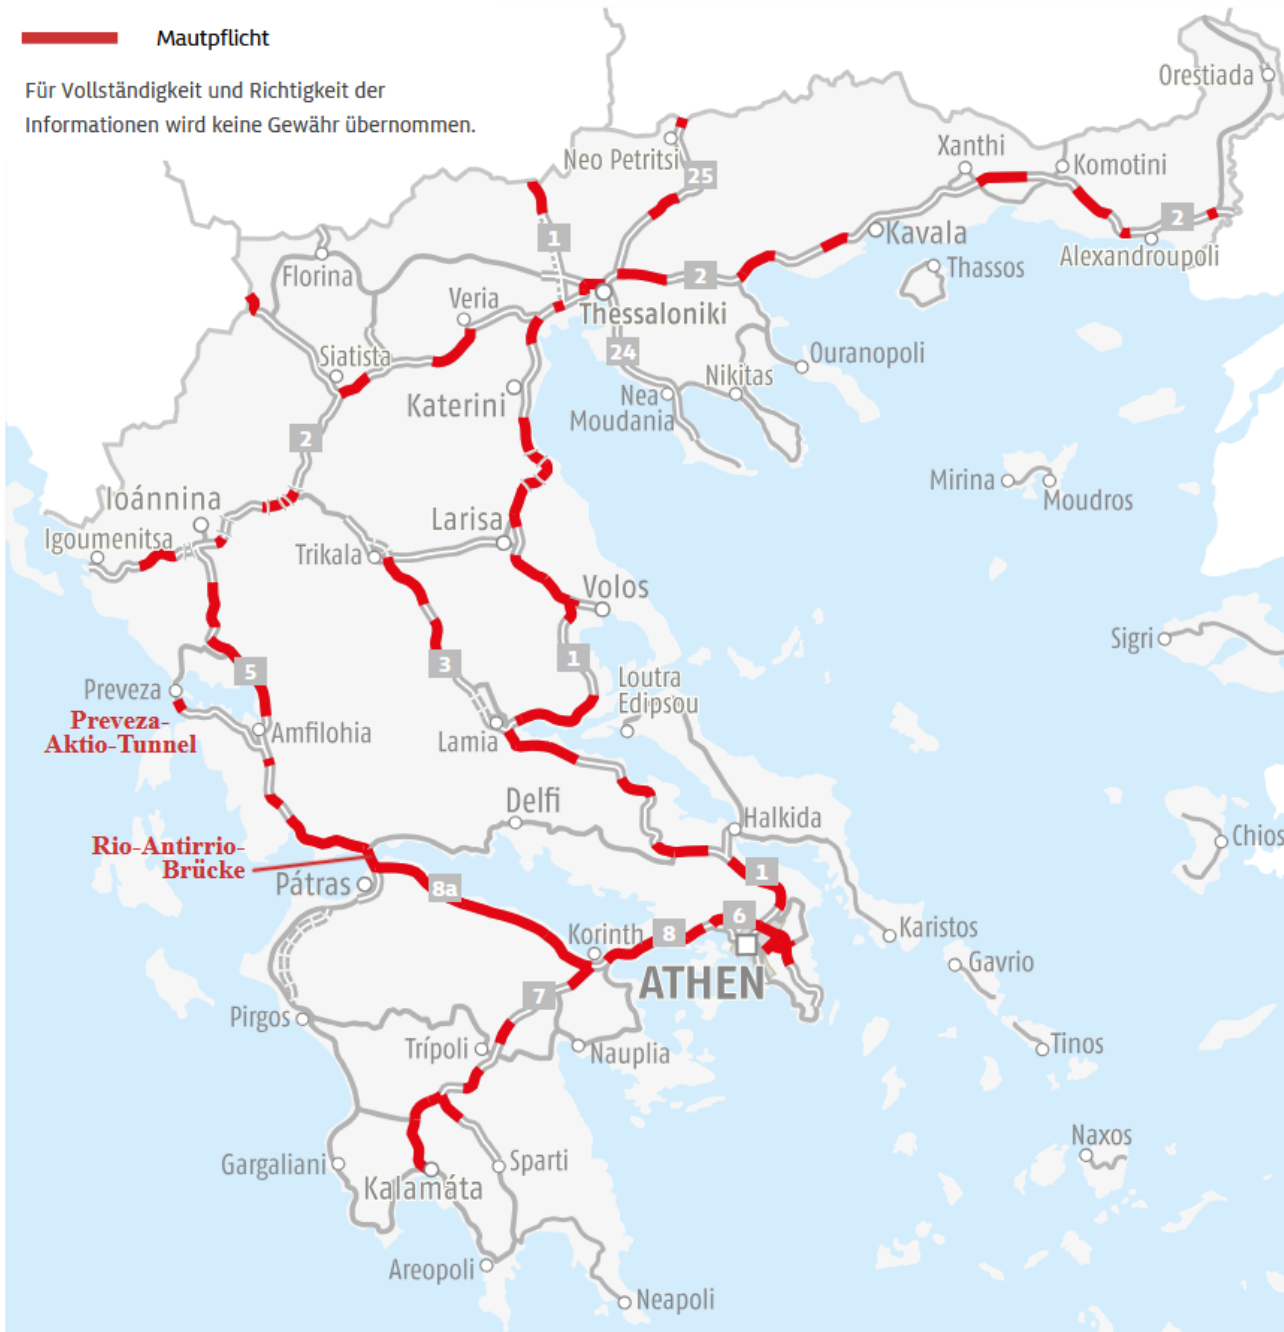 Mautpflicht
Für Vollständigkeit und Richtigkeit der
Informationen wird keine Gewähr übernommen.
Orestiada
Neo Petritsi
25
Xanthi
Komotini
1
2
Kavala
Alexandroupoli
Florina
2
Thassos
Veria
Thessaloniki
Siatista
24
Ouranopoli
Nikitas
Katerini
Nea
Moudania
2
Mirina
Moudros
Ioánnina
Larisa
Igoumenitsa
Trikala
Volos
Sigri
5
3
1
Loutra
Edipsou
Preveza
Preveza-
Aktio-Tunnel
Amfilohia
Lamia
Delfi
Halkida
Chios
Rio-Antirrio-
Brücke
Pátras
8a
1
6
8
Korinth
Karistos
ATHEN
Gavrio
7
Pirgos
Trípoli
Nauplia
Tinos
Naxos
Gargaliani
Sparti
Kalamáta
Areopoli
Neapoli